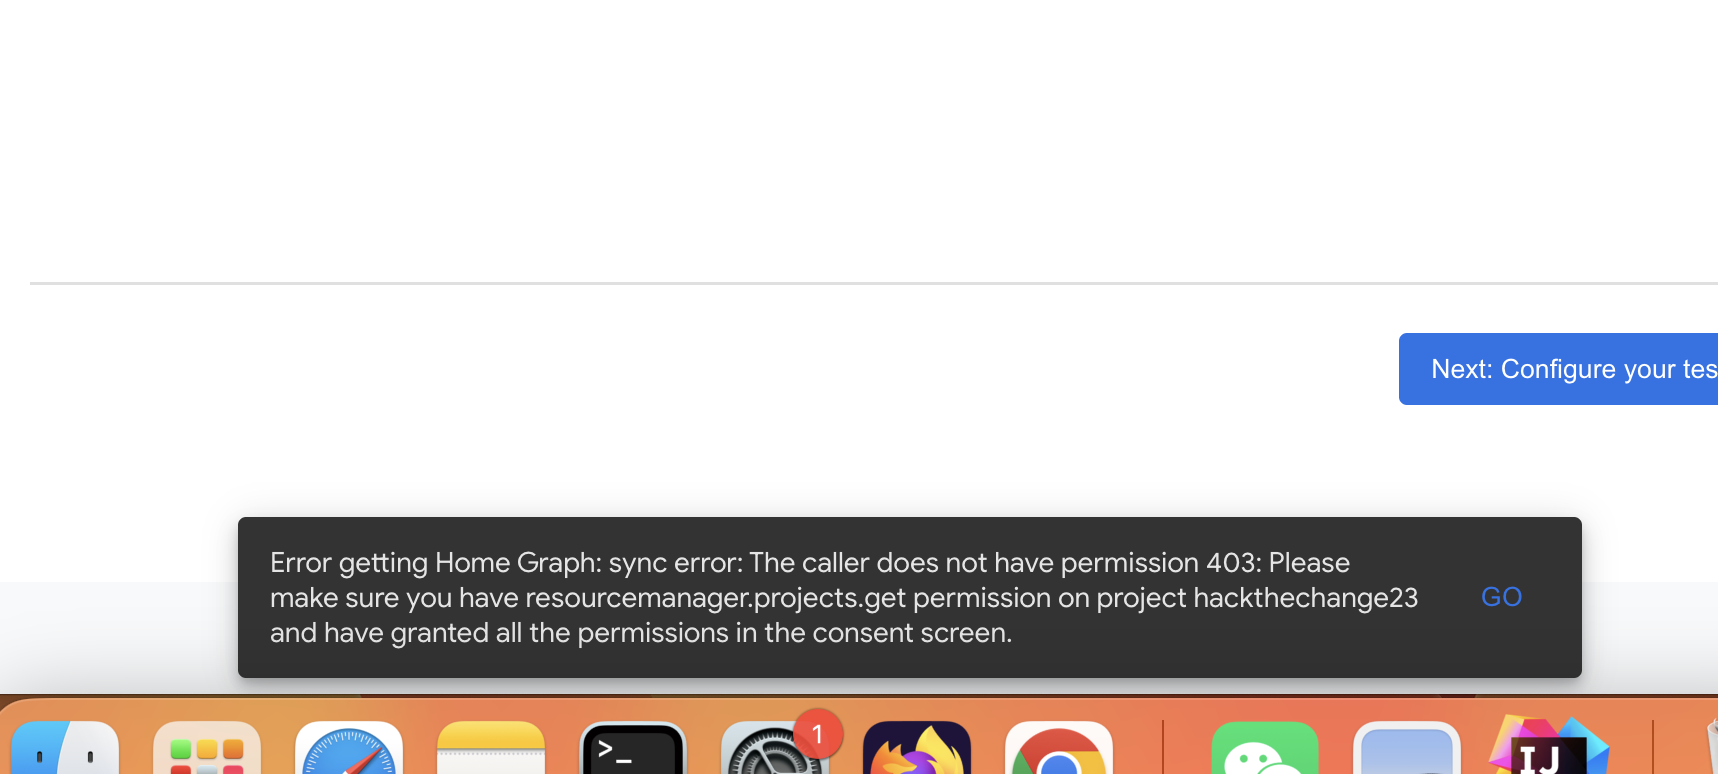 Next: Configure your tes
Error getting Home Graph: sync error: The caller does not have permission 403: Please
make sure you have resourcemanager.projects.get permission on project hackthechange23
and have granted all the permissions in the consent screen.
GO
1
>_
IJ